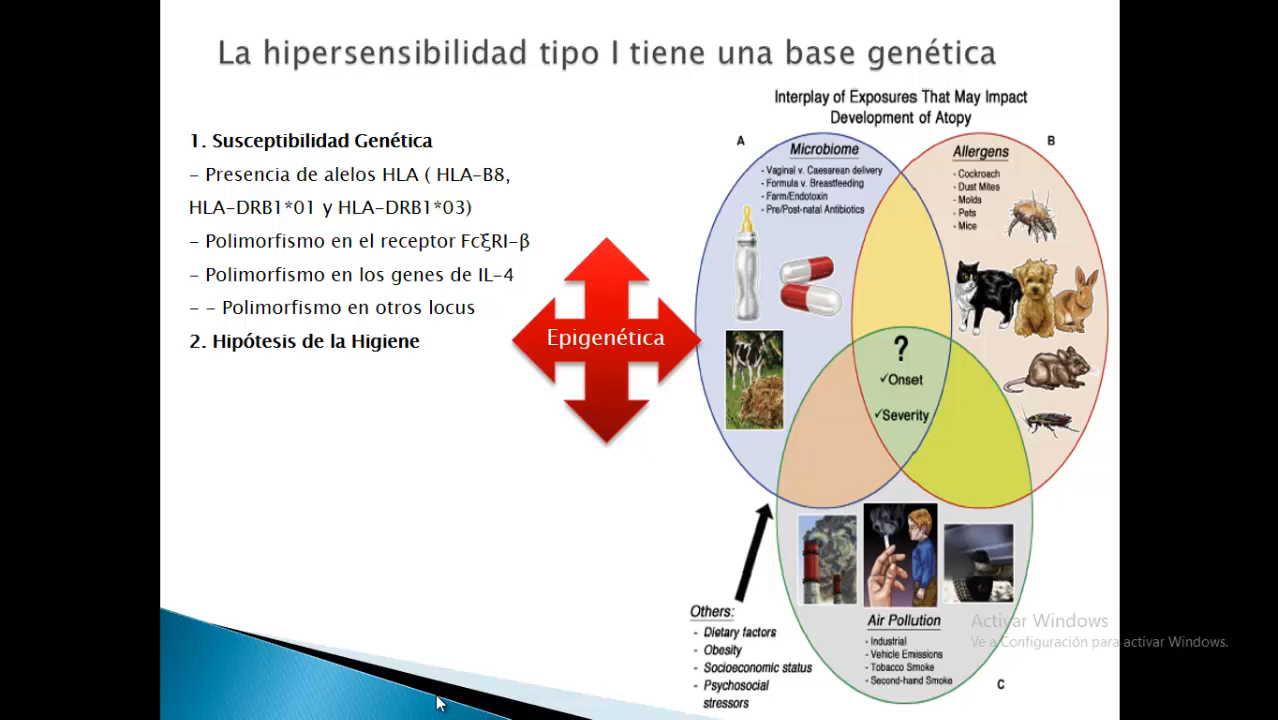 La hipersensibilidad tipo I tiene una base genética
1. Susceptibilidad Genética
- Presencia de alelos HLA ( HLA-B8,
HLA-DRB1*01 y HLA-DRB1*03)
- Polimorfismo en el receptor FcξRI-β
- Polimorfismo en los genes de IL-4
- - Polimorfismo en otros locus
2. Hipótesis de la Higiene
Epigenética
Interplay of Exposures That May Impact
Development of Atopy
A
Microbiome
- Vaginal v. Caesarean delivery
- Formula v. Breastfeeding
- Farm/Endotoxin
- Pre/Post-natal Antibiotics
B
Allergens
- Cockroach
- Dust Mites
- Molds
- Pets
- Mice
?
✓Onset
✓Severity
Others:
- Dietary factors
- Obesity
- Socioeconomic status
- Psychosocial
stressors
Air Pollution
- Industrial
- Vehicle Emissions
- Tobacco Smoke
- Second-hand Smoke
C
Activar Windows
Ve a Configuración para activar Windows.